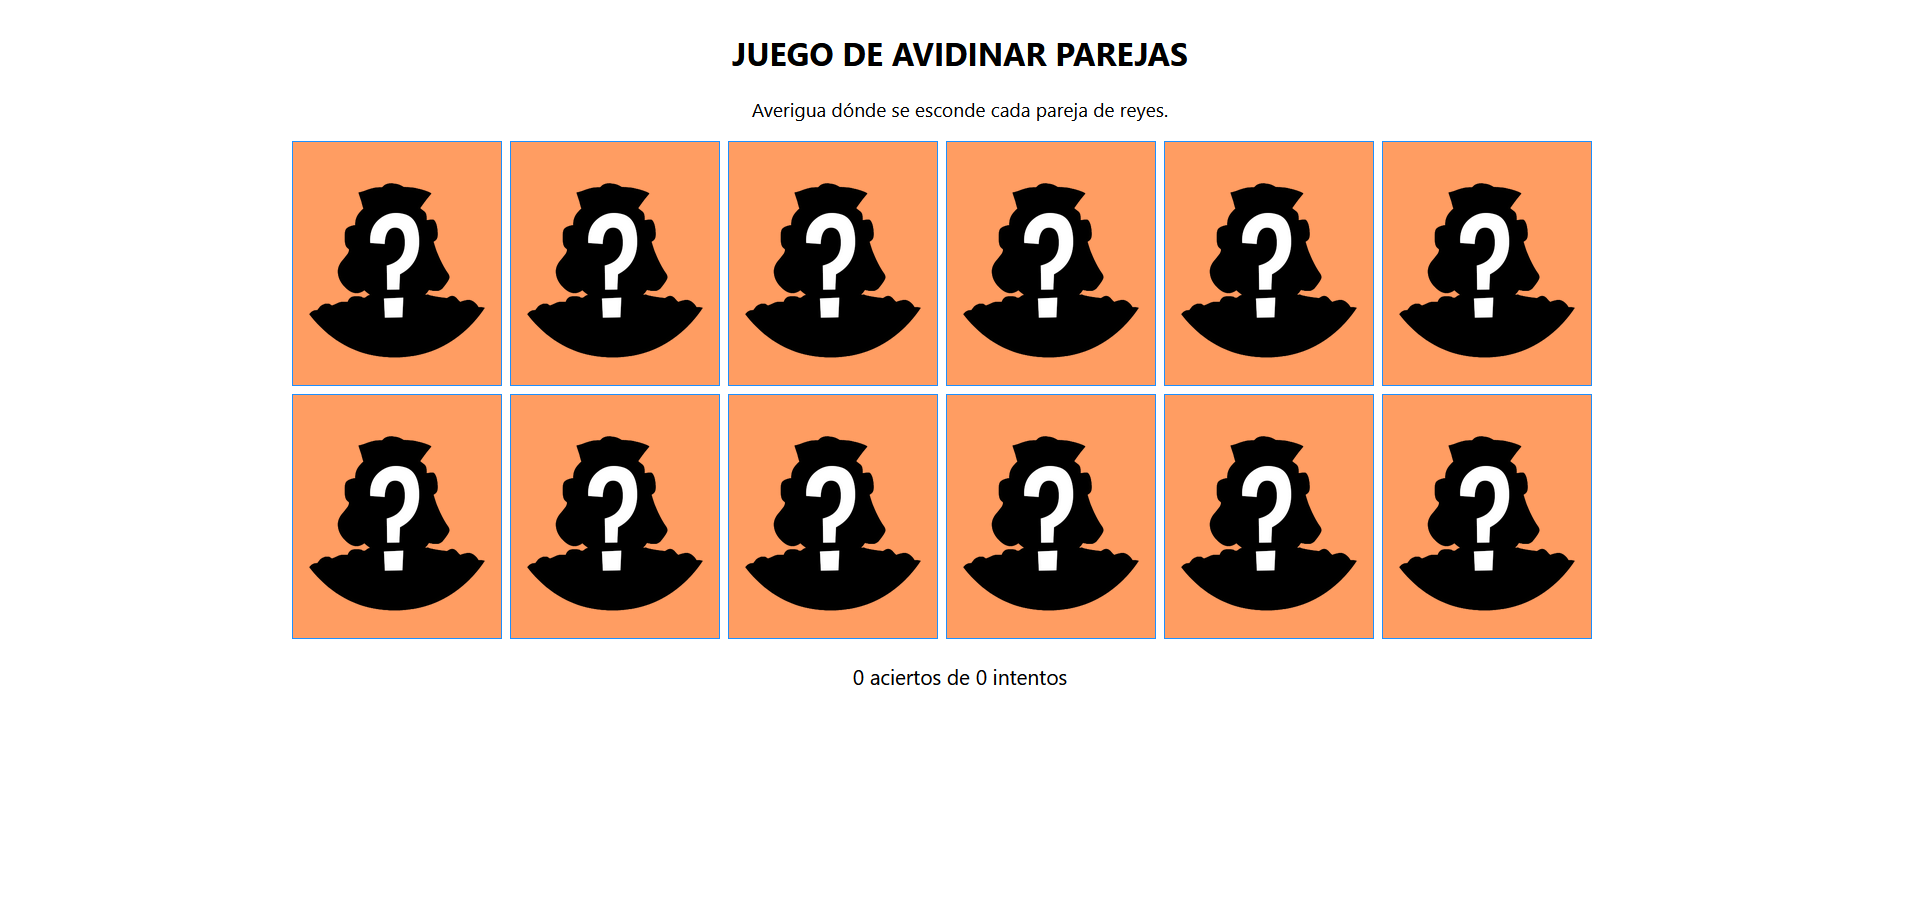 JUEGO DE AVIDINAR PAREJAS
Averigua dónde se esconde cada pareja de reyes.
? ? ? ? ? ?
? ? ? ? ? ?
0 aciertos de 0 intentos